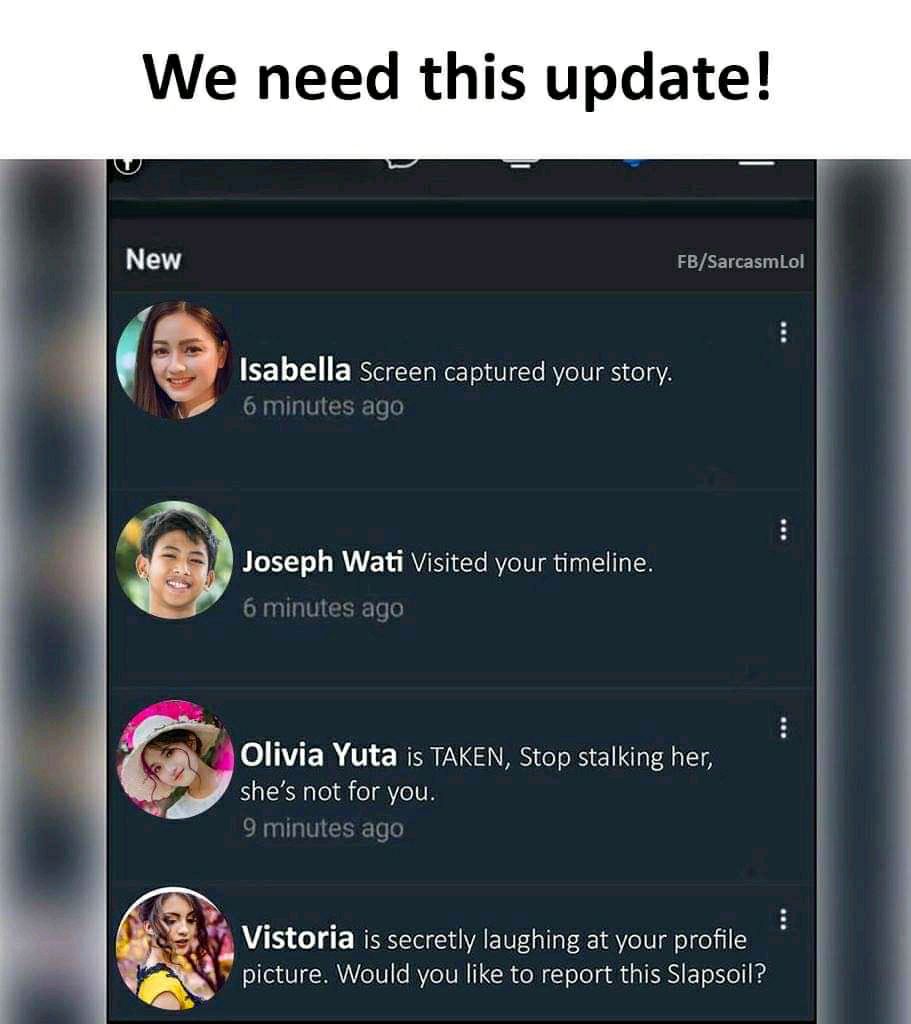 We need this update!
New
FB/SarcasmLol
Isabella Screen captured your story.
6 minutes ago
Joseph Wati Visited your timeline.
6 minutes ago
Olivia Yuta is TAKEN, Stop stalking her,
she's not for you.
9 minutes ago
Vistoria is secretly laughing at your profile
picture. Would you like to report this Slapsoil?